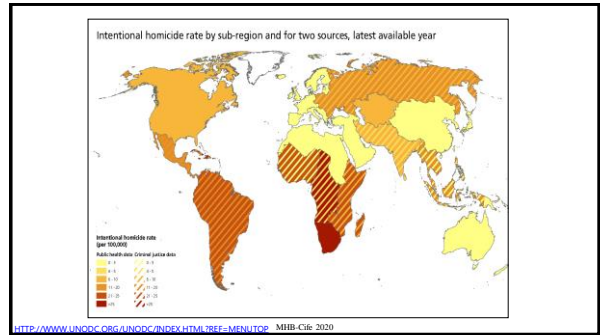 Intentional homicide rate by sub-region and for two sources, latest available year
Intentional homicide rate
(per 100,000)
Public health data Criminal justice data
HTTP://WWW.UNODC.ORG/UNODC/INDEX.HTML?REF=MENUTOP MHB-Cife 2020